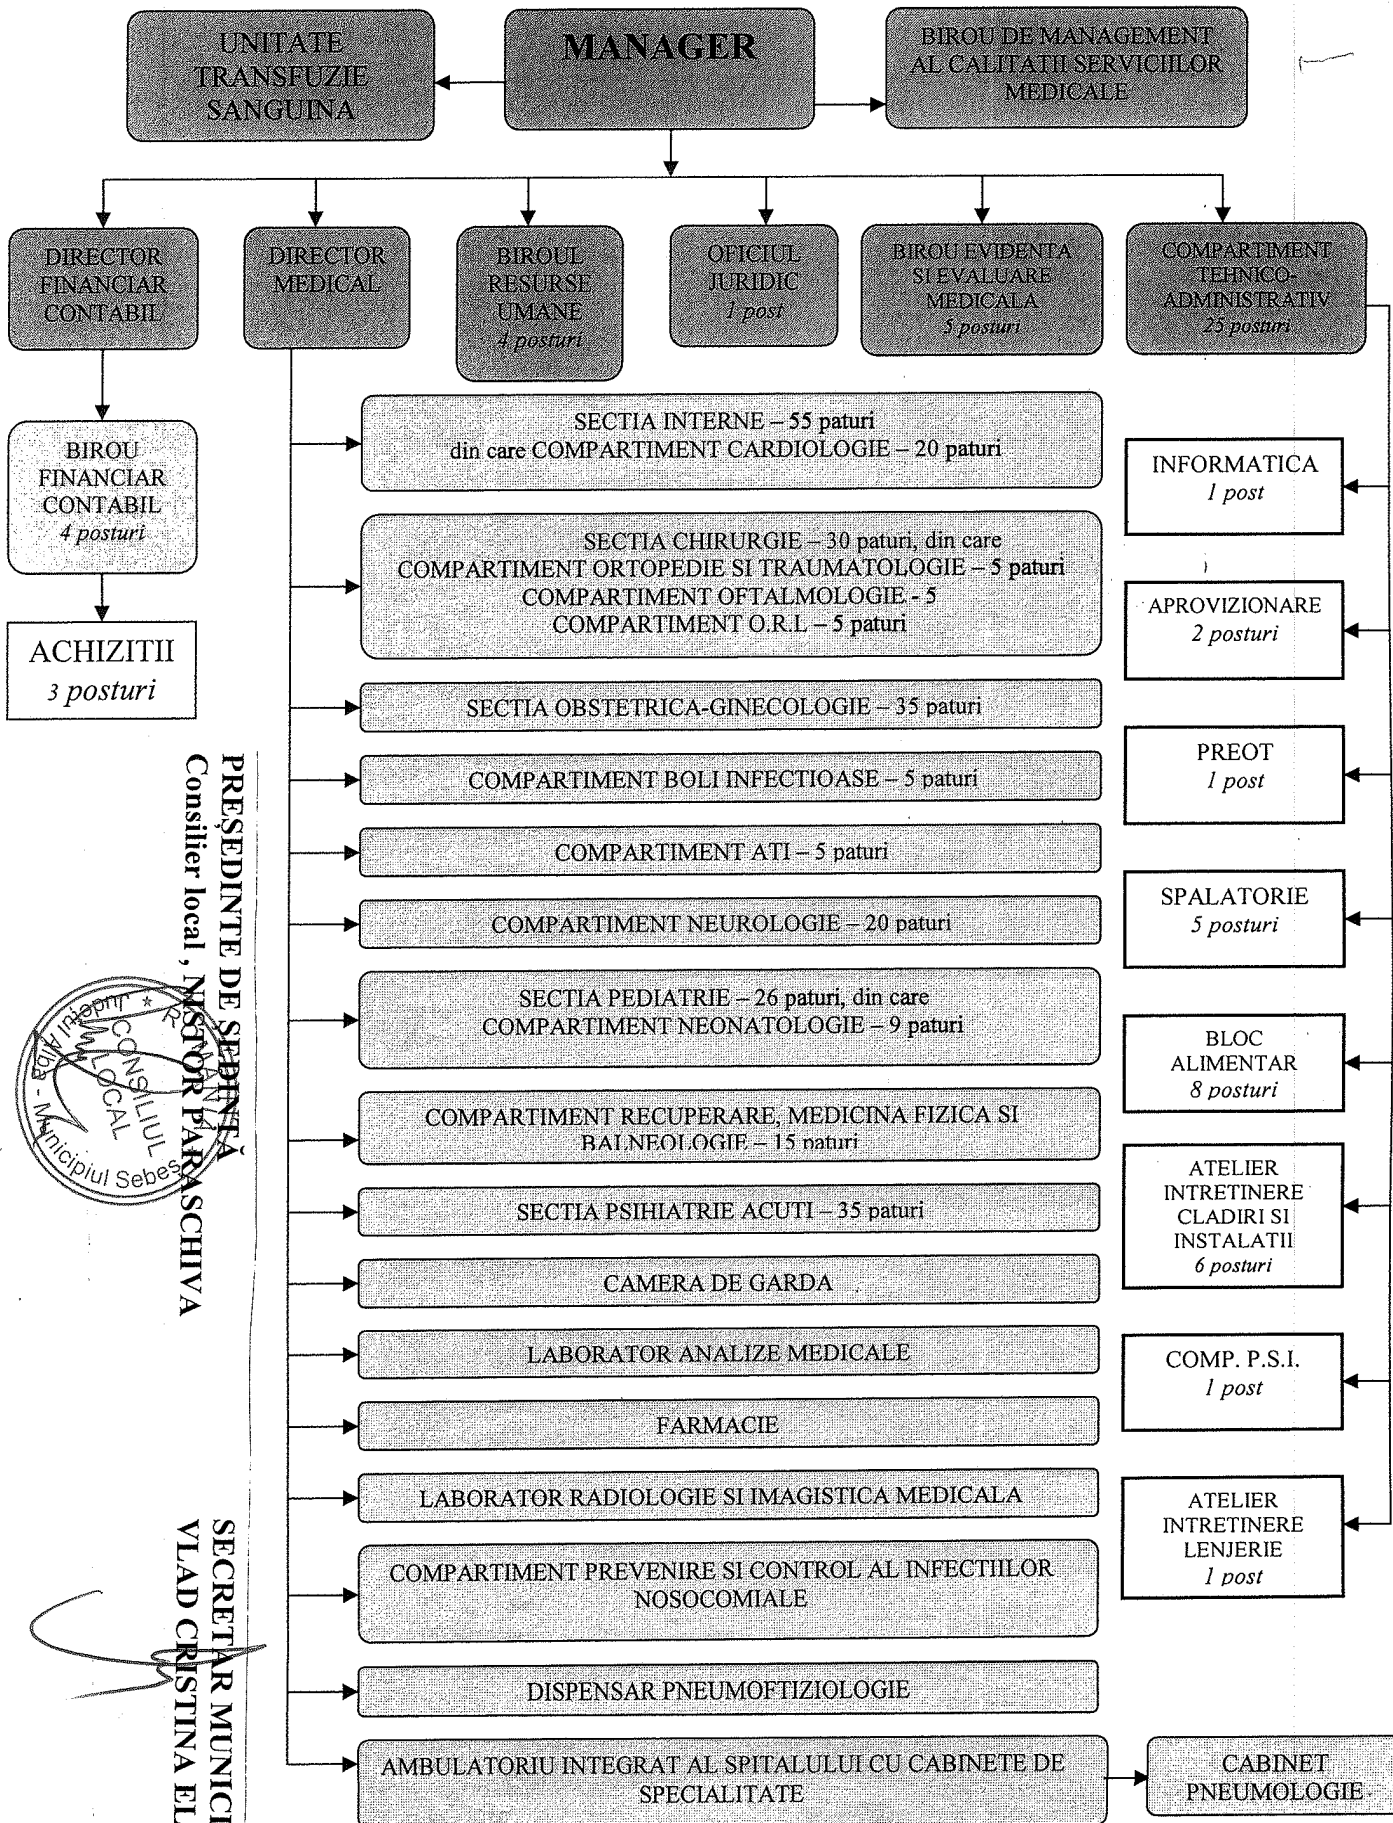 UNITATE
TRANSFUZIE
SANGUINA
MANAGER
BIROU DE MANAGEMENT
AL CALITATII SERVICIILOR
MEDICALE
DIRECTOR
FINANCIAR
CONTABIL
DIRECTOR
MEDICAL
BIROUL
RESURSE
UMANE
4 posturi
OFICIUL
JURIDIC
1 post
BIROU EVIDENTA
SI EVALUARE
MEDICALA
5 posturi
COMPARTIMENT
TEHNICO-
ADMINISTRATIV
25 posturi
BIROU
FINANCIAR
CONTABIL
4 posturi
ACHIZITII
3 posturi
SECTIA INTERNE – 55 paturi
din care COMPARTIMENT CARDIOLOGIE – 20 paturi
SECTIA CHIRURGIE – 30 paturi, din care
COMPARTIMENT ORTOPEDIE SI TRAUMATOLOGIE – 5 paturi
COMPARTIMENT OFTALMOLOGIE - 5
COMPARTIMENT O.R.L – 5 paturi
SECTIA OBSTETRICA-GINECOLOGIE – 35 paturi
COMPARTIMENT BOLI INFECTIOASE – 5 paturi
COMPARTIMENT ATI – 5 paturi
COMPARTIMENT NEUROLOGIE – 20 paturi
SECTIA PEDIATRIE – 26 paturi, din care
COMPARTIMENT NEONATOLOGIE – 9 paturi
COMPARTIMENT RECUPERARE, MEDICINA FIZICA SI
BALNEOLOGIE – 15 paturi
SECTIA PSIHIATRIE ACUTI – 35 paturi
CAMERA DE GARDA
LABORATOR ANALIZE MEDICALE
FARMACIE
LABORATOR RADIOLOGIE SI IMAGISTICA MEDICALA
COMPARTIMENT PREVENIRE SI CONTROL AL INFECTIILOR
NOSOCOMIALE
DISPENSAR PNEUMOFTIZIOLOGIE
AMBULATORIU INTEGRAT AL SPITALULUI CU CABINETE DE
SPECIALITATE
CABINET
PNEUMOLOGIE
INFORMATICA
1 post
APROVIZIONARE
2 posturi
PREOT
1 post
SPALATORIE
5 posturi
BLOC
ALIMENTAR
8 posturi
ATELIER
INTRETINERE
CLADIRI SI
INSTALATII
6 posturi
COMP. P.S.I.
1 post
ATELIER
INTRETINERE
LENJERIE
1 post
PREȘEDINTE DE ȘEDINȚĂ
Consilier local , NISTOR PARASCHIVA
ROMANIA * Judetul Alba - Municipiul Sebes
CONSILIUL
LOCAL
SECRETAR MUNICI
VLAD CRISTINA EL